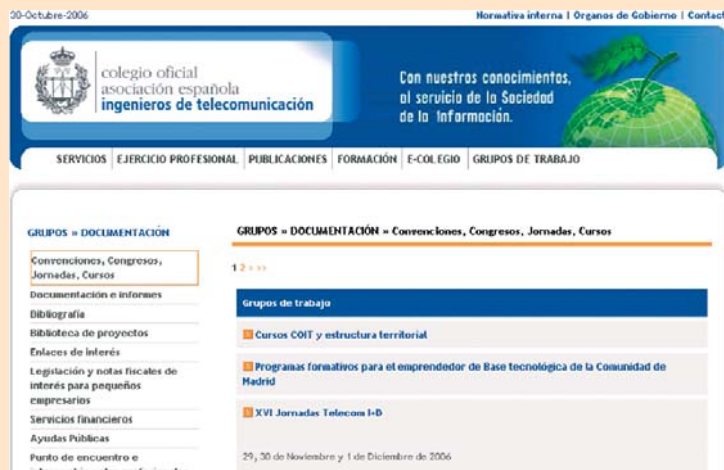 30-Octubre-2006
Normativa interna | Organos de Gobierno | Contact
colegio oficial
asociación española
ingenieros de telecomunicación
Con nuestros conocimientos,
al servicio de la Sociedad
de la Información.
SERVICIOS | EJERCICIO PROFESIONAL | PUBLICACIONES | FORMACIÓN | E-COLEGIO | GRUPOS DE TRABAJO
GRUPOS » DOCUMENTACIÓN
Convenciones, Congresos,
Jornadas, Cursos
Documentación e informes
Bibliografía
Biblioteca de proyectos
Enlaces de Interés
Legislación y notas fiscales de
interés para pequeños
empresarios
Servicios financieros
Ayudas Públicas
Punto de encuentro e
GRUPOS » DOCUMENTACIÓN » Convenciones, Congresos, Jornadas, Cursos
1 2 > >>
Grupos de trabajo
Cursos COIT y estructura territorial
Programas formativos para el emprendedor de Base tecnológica de la Comunidad de
Madrid
XVI Jornadas Telecom I+D
29, 30 de Noviembre y 1 de Diciembre de 2006